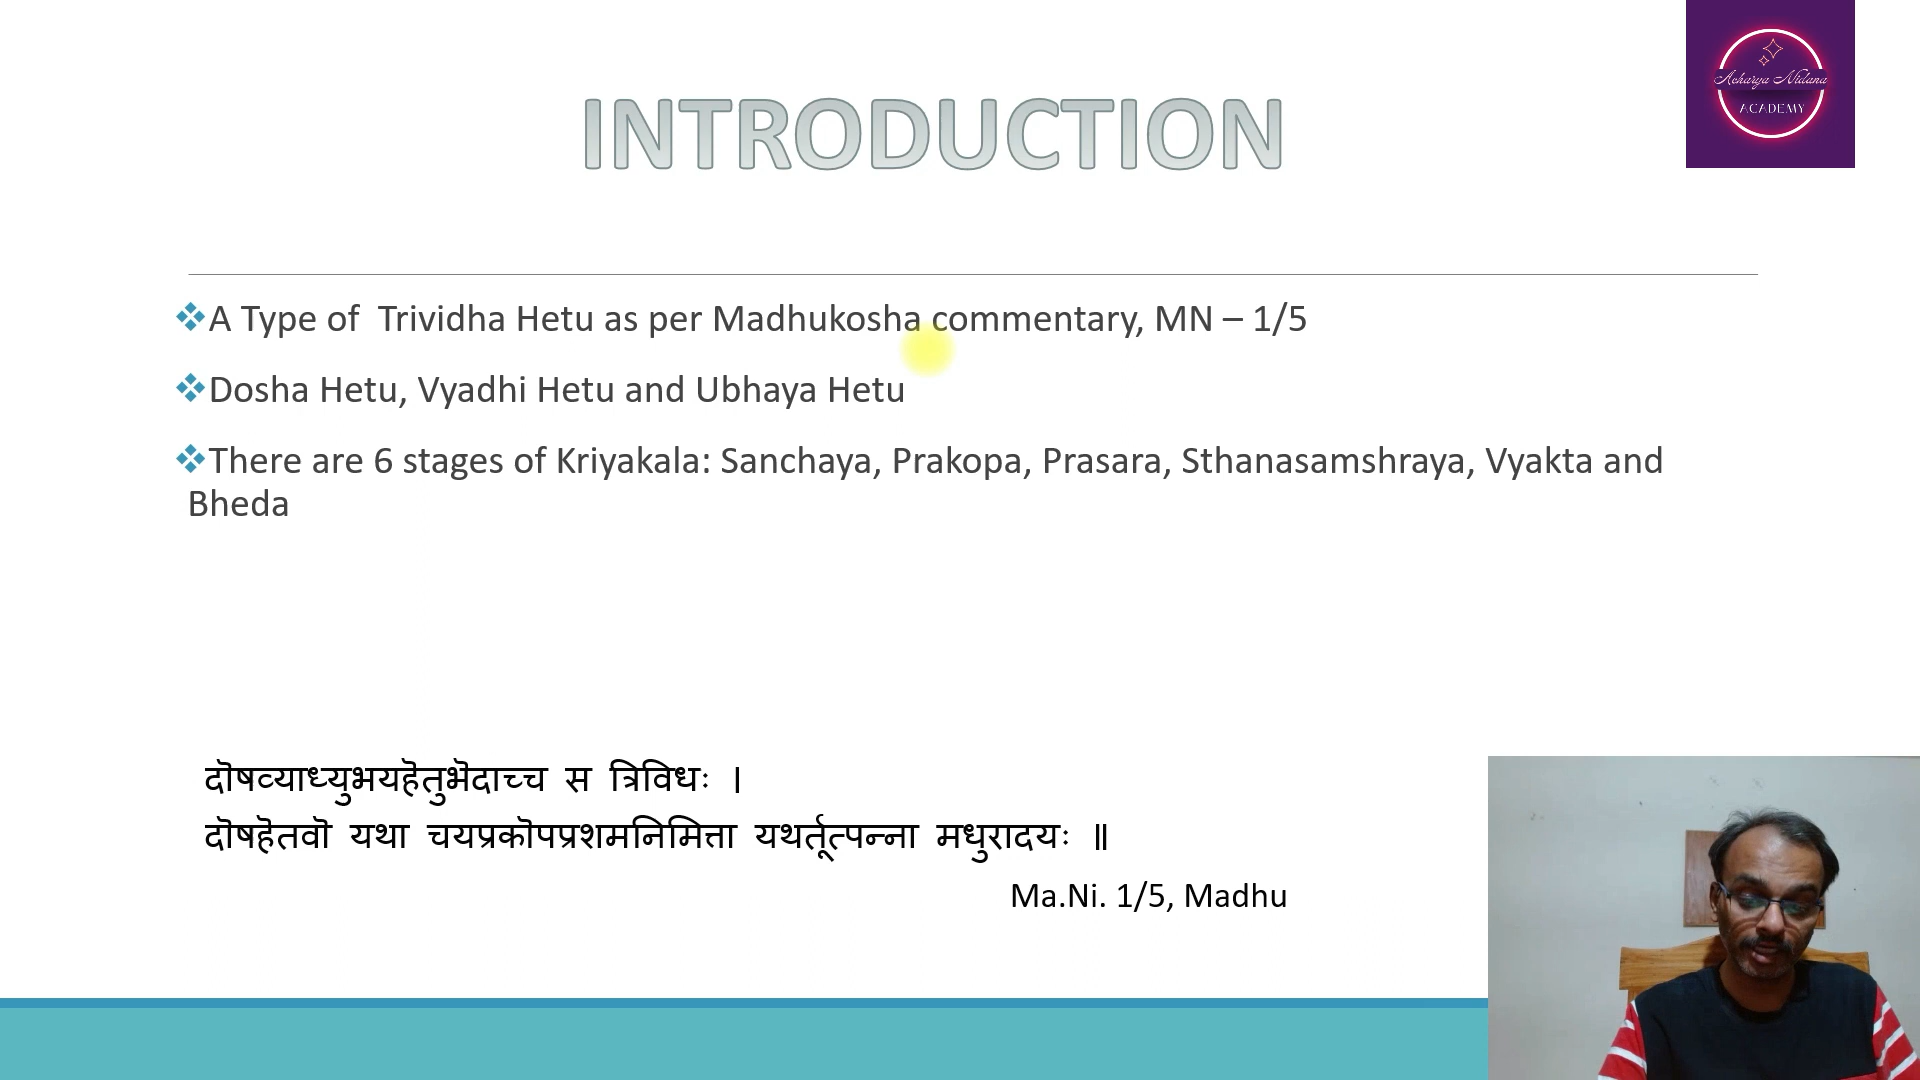 Acharya Nidana
ACADEMY
INTRODUCTION
❖A Type of  Trividha Hetu as per Madhukosha commentary, MN – 1/5
❖Dosha Hetu, Vyadhi Hetu and Ubhaya Hetu
❖There are 6 stages of Kriyakala: Sanchaya, Prakopa, Prasara, Sthanasamshraya, Vyakta and
Bheda
दॊषव्याध्युभयहॆतुभॆदाच्च स त्रिविधः ।
दॊषहॆतवॊ यथा चयप्रकॊपप्रशमनिमित्ता यथर्तूत्पन्ना मधुरादयः ॥
Ma.Ni. 1/5, Madhu